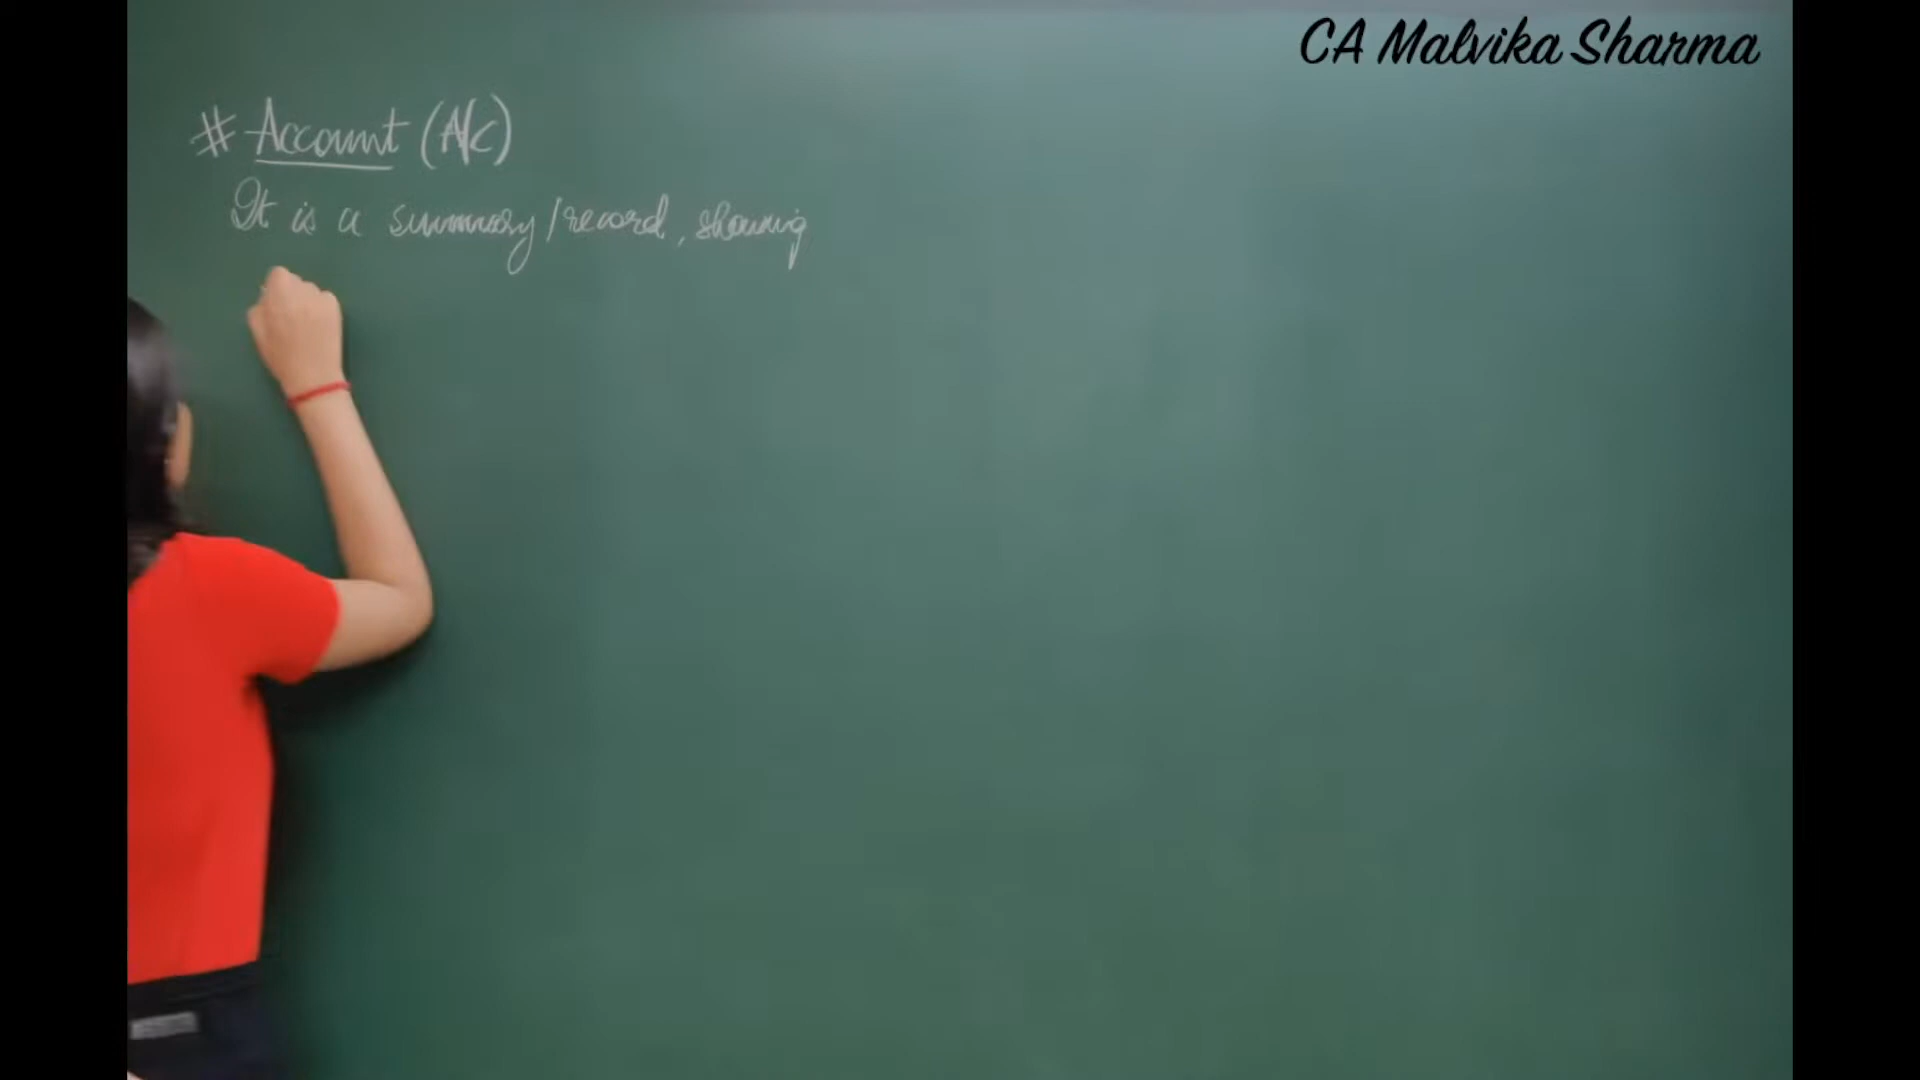 CA Malvika Sharma
# Account (A/c)
It is a summary/record, showing